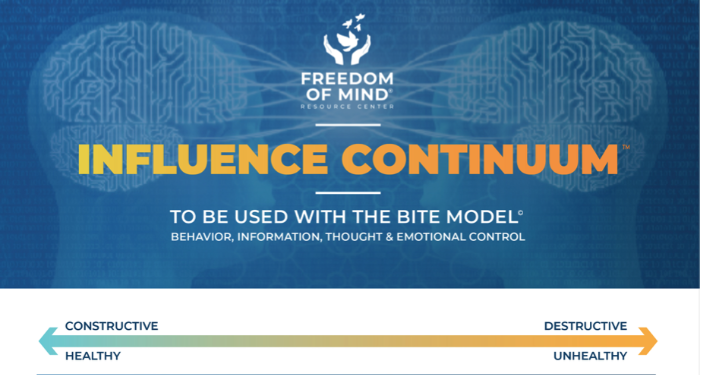 FREEDOM
OF MIND®
RESOURCE CENTER
INFLUENCE CONTINUUM™
TO BE USED WITH THE BITE MODEL©
BEHAVIOR, INFORMATION, THOUGHT & EMOTIONAL CONTROL
CONSTRUCTIVE DESTRUCTIVE
HEALTHY UNHEALTHY